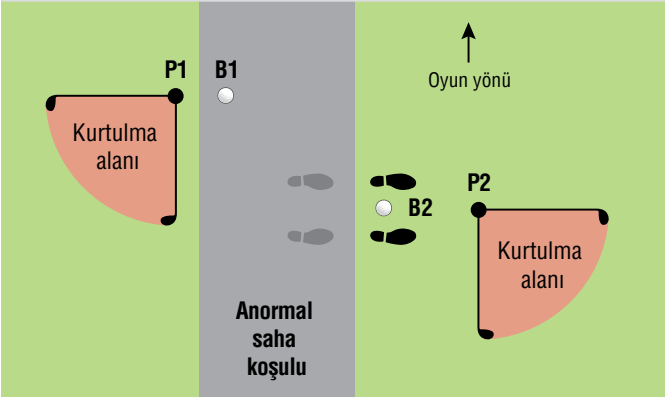 Oyun yönü
P1
B1
Kurtulma
alanı
B2
P2
Kurtulma
alanı
Anormal
saha
koşulu